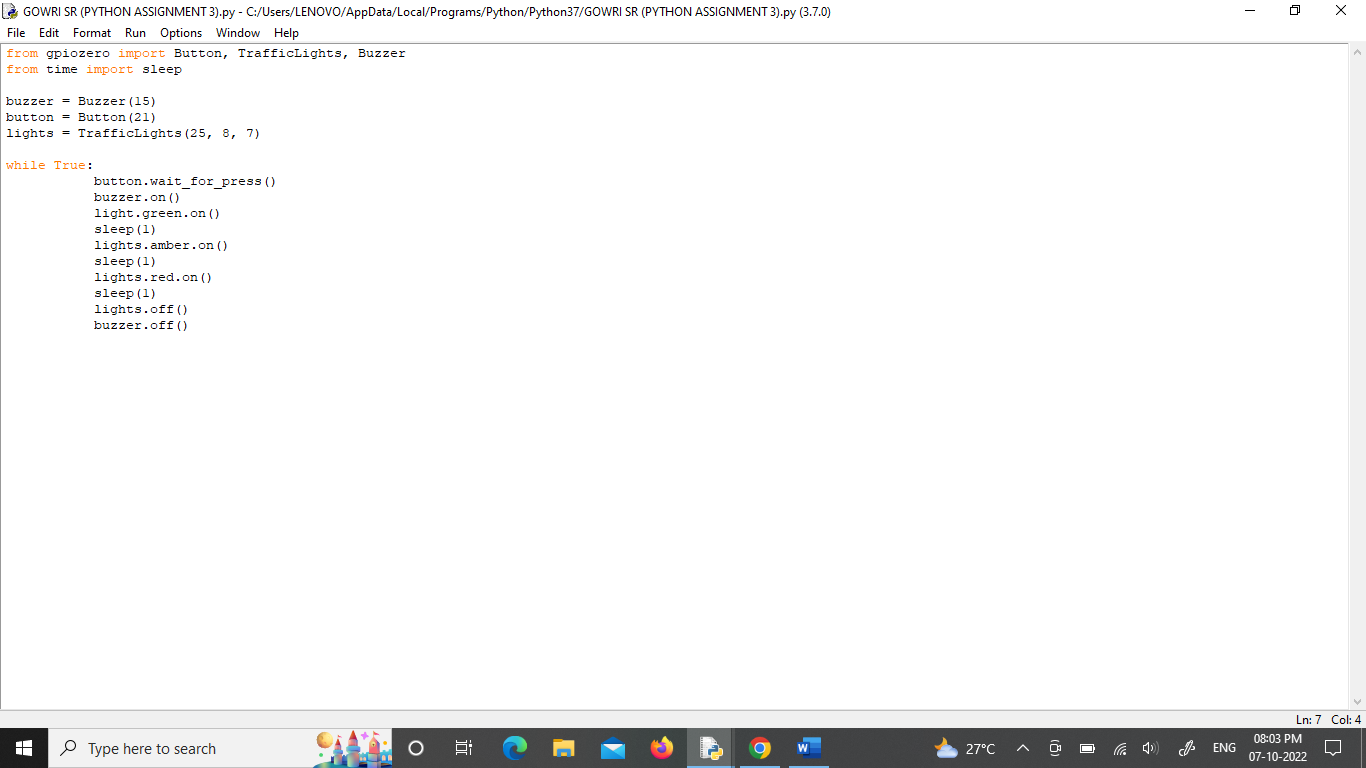 GOWRI SR (PYTHON ASSIGNMENT 3).py - C:/Users/LENOVO/AppData/Local/Programs/Python/Python37/GOWRI SR (PYTHON ASSIGNMENT 3).py (3.7.0)
File Edit Format Run Options Window Help
from gpiozero import Button, TrafficLights, Buzzer
from time import sleep
buzzer = Buzzer(15)
button = Button(21)
lights = TrafficLights(25, 8, 7)
while True:
button.wait_for_press()
buzzer.on()
light.green.on()
sleep(1)
lights.amber.on()
sleep(1)
lights.red.on()
sleep(1)
lights.off()
buzzer.off()
Ln: 7 Col: 4
Type here to search
27°C
ENG
08:03 PM
07-10-2022